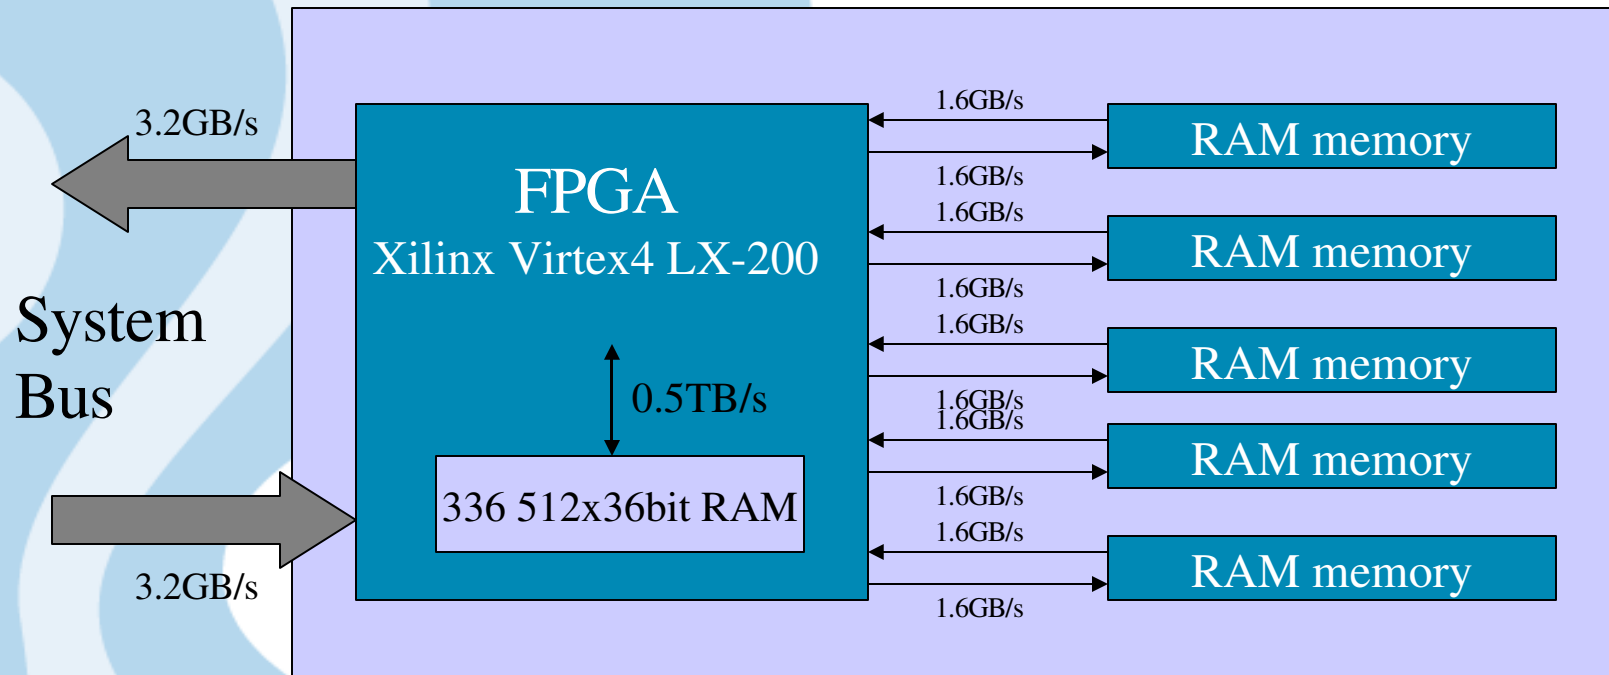 3.2GB/s
System
Bus
3.2GB/s
FPGA
Xilinx Virtex4 LX-200
0.5TB/s
336 512x36bit RAM
1.6GB/s
RAM memory
1.6GB/s
1.6GB/s
RAM memory
1.6GB/s
1.6GB/s
RAM memory
1.6GB/s
1.6GB/s
RAM memory
1.6GB/s
1.6GB/s
RAM memory
1.6GB/s